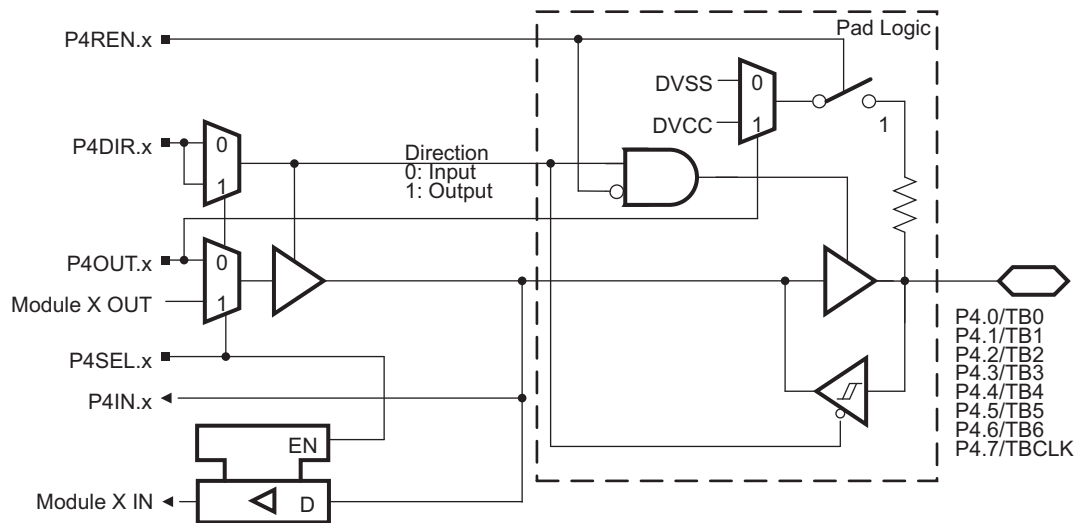 Pad Logic
P4REN.x
DVSS
0
DVCC
1
1
P4DIR.x
0
1
Direction
0: Input
1: Output
P4OUT.x
0
Module X OUT
1
P4SEL.x
P4IN.x
EN
Module X IN
D
P4.0/TB0
P4.1/TB1
P4.2/TB2
P4.3/TB3
P4.4/TB4
P4.5/TB5
P4.6/TB6
P4.7/TBCLK